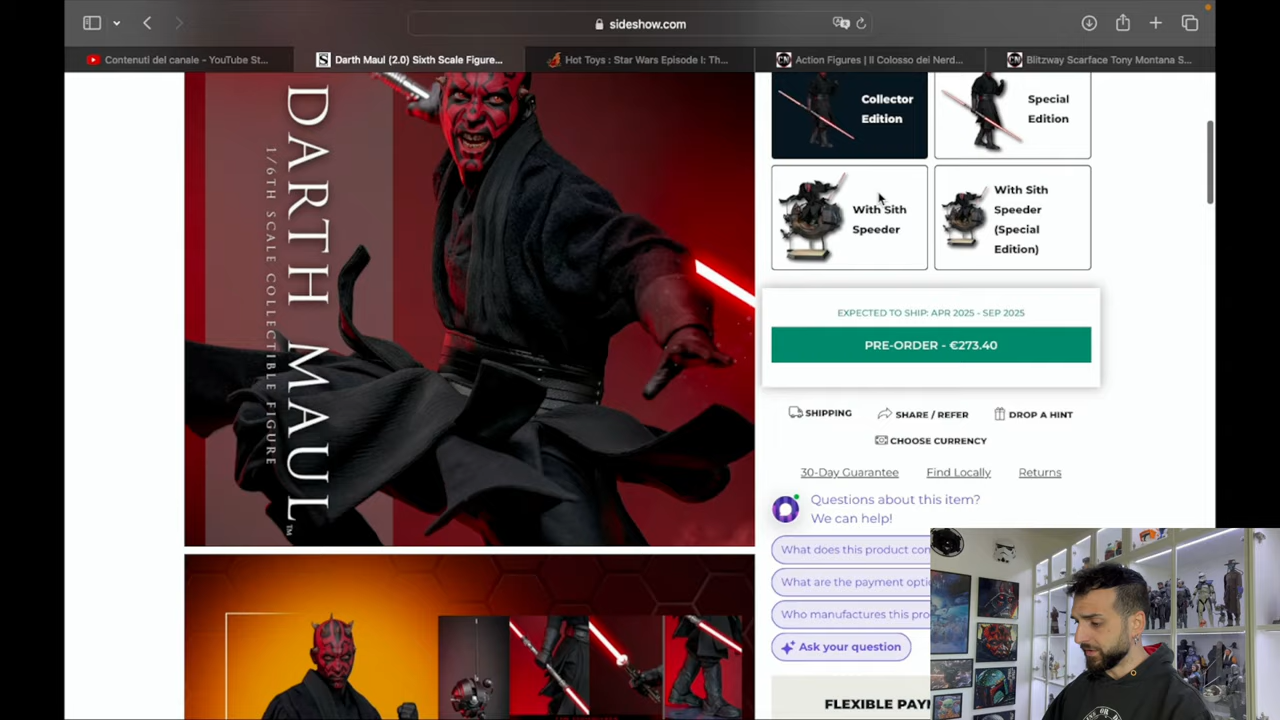 sideshow.com
Contenuti del canale - YouTube St...
Darth Maul (2.0) Sixth Scale Figure...
Hot Toys : Star Wars Episode I: Th...
Action Figures | Il Colosso dei Nerd...
Blitzway Scarface Tony Montana S...
DARTH MAUL™
1/6TH SCALE COLLECTIBLE FIGURE
Collector
Edition
Special
Edition
With Sith
Speeder
With Sith
Speeder
(Special
Edition)
EXPECTED TO SHIP: APR 2025 - SEP 2025
PRE-ORDER - €273.40
SHIPPING
SHARE / REFER
DROP A HINT
CHOOSE CURRENCY
30-Day Guarantee
Find Locally
Returns
Questions about this item?
We can help!
What does this product con
What are the payment opti
Who manufactures this pro
Ask your question
FLEXIBLE PAY